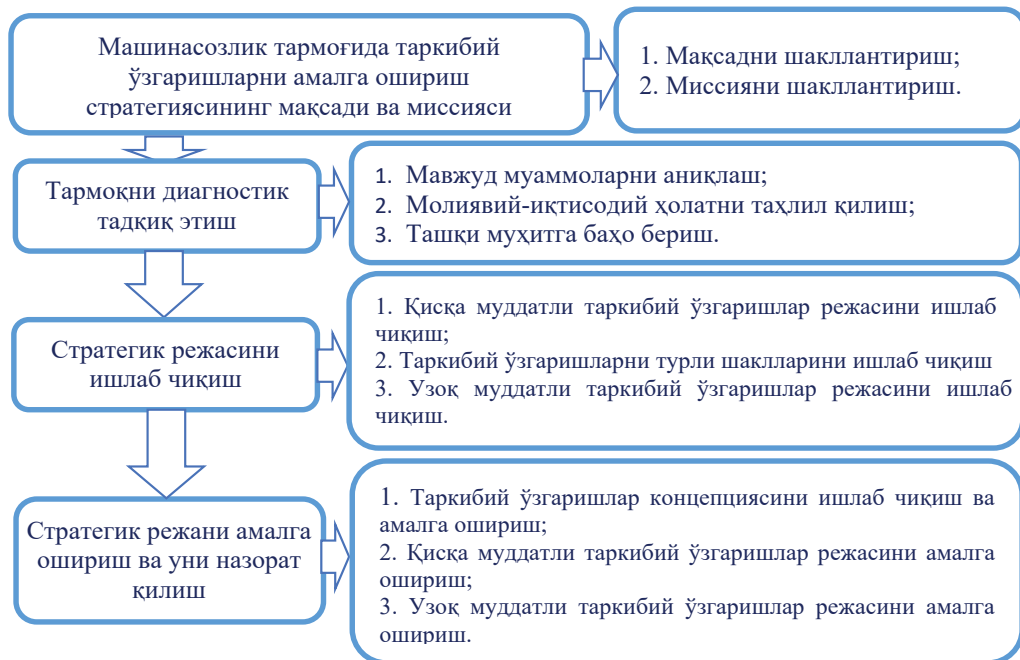 Машинасозлик тармоғида таркибий
ўзгаришларни амалга ошириш
стратегиясининг мақсади ва миссияси
1. Мақсадни шакллантириш;
2. Миссияни шакллантириш.
Тармоқни диагностик
тадқиқ этиш
1. Мавжуд муаммоларни аниқлаш;
2. Молиявий-иқтисодий ҳолатни таҳлил қилиш;
3. Ташқи муҳитга баҳо бериш.
Стратегик режасини
ишлаб чиқиш
1. Қисқа муддатли таркибий ўзгаришлар режасини ишлаб
чиқиш;
2. Таркибий ўзгаришларни турли шаклларини ишлаб чиқиш
3. Узоқ муддатли таркибий ўзгаришлар режасини ишлаб
чиқиш.
Стратегик режани амалга
ошириш ва уни назорат
қилиш
1. Таркибий ўзгаришлар концепциясини ишлаб чиқиш ва
амалга ошириш;
2. Қисқа муддатли таркибий ўзгаришлар режасини амалга
ошириш;
3. Узоқ муддатли таркибий ўзгаришлар режасини амалга
ошириш.